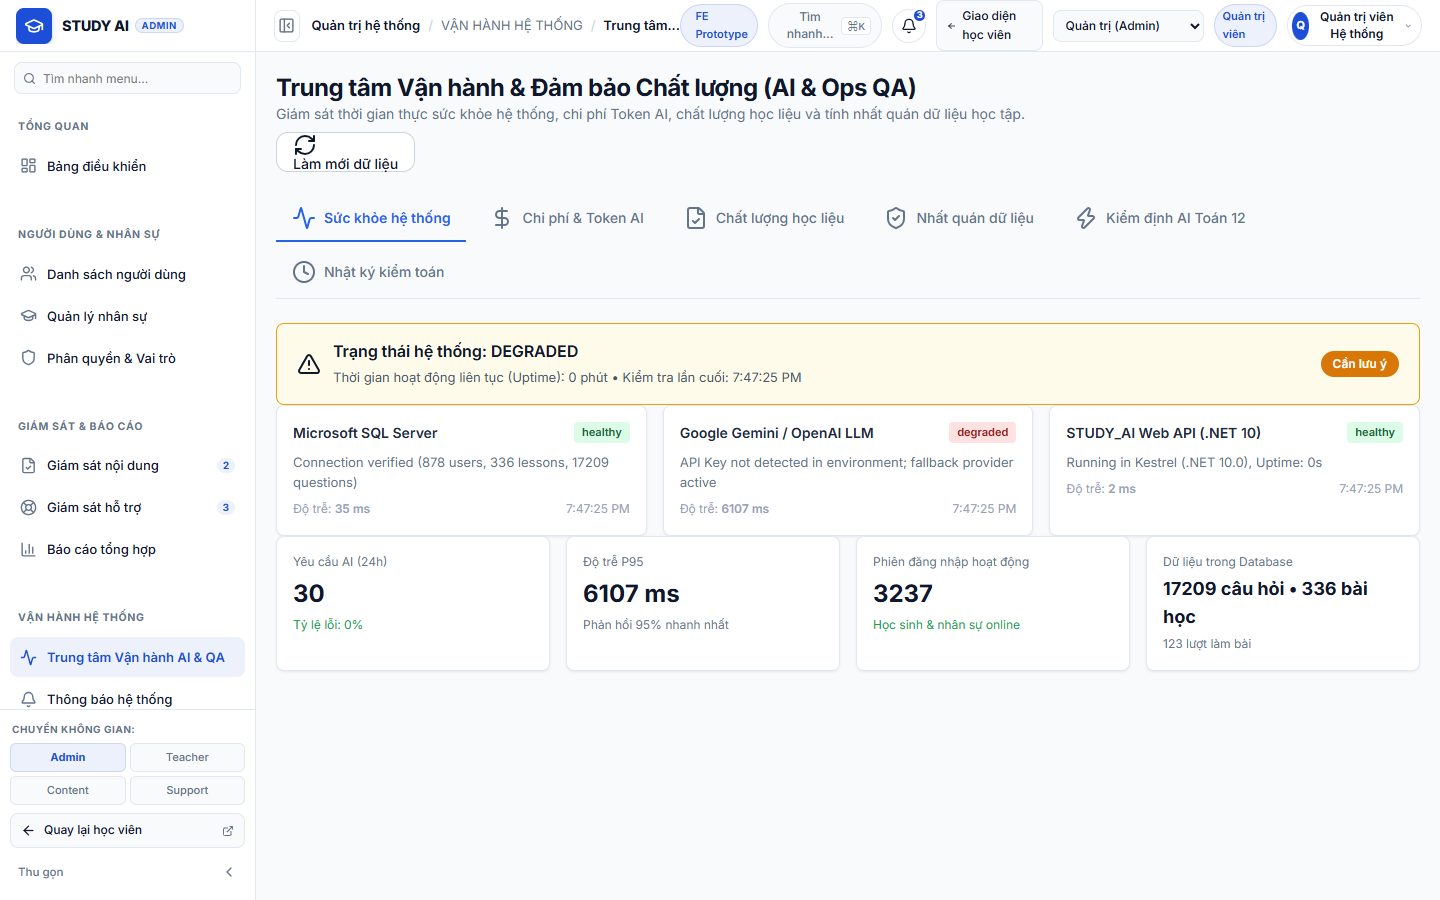 STUDY AI ADMIN
Tìm nhanh menu...
TỔNG QUAN
Bảng điều khiển
NGƯỜI DÙNG & NHÂN SỰ
Danh sách người dùng
Quản lý nhân sự
Phân quyền & Vai trò
GIÁM SÁT & BÁO CÁO
Giám sát nội dung 2
Giám sát hỗ trợ 3
Báo cáo tổng hợp
VẬN HÀNH HỆ THỐNG
Trung tâm Vận hành AI & QA
Thông báo hệ thống
CHUYỂN KHÔNG GIAN:
Admin Teacher
Content Support
Quay lại học viên
Thu gọn
Quản trị hệ thống / VẬN HÀNH HỆ THỐNG / Trung tâm...
FE
Prototype
Tìm
nhanh...
⌘K
3
← Giao diện
học viên
Quản trị (Admin)
Quản trị
viên
Q
Quản trị viên
Hệ thống
Trung tâm Vận hành & Đảm bảo Chất lượng (AI & Ops QA)
Giám sát thời gian thực sức khỏe hệ thống, chi phí Token AI, chất lượng học liệu và tính nhất quán dữ liệu học tập.
Làm mới dữ liệu
Sức khỏe hệ thống
Chi phí & Token AI
Chất lượng học liệu
Nhất quán dữ liệu
Kiểm định AI Toán 12
Nhật ký kiểm toán
Trạng thái hệ thống: DEGRADED
Thời gian hoạt động liên tục (Uptime): 0 phút • Kiểm tra lần cuối: 7:47:25 PM
Cần lưu ý
Microsoft SQL Server healthy
Connection verified (878 users, 336 lessons, 17209
questions)
Độ trễ: 35 ms 7:47:25 PM
Google Gemini / OpenAI LLM degraded
API Key not detected in environment; fallback provider
active
Độ trễ: 6107 ms 7:47:25 PM
STUDY_AI Web API (.NET 10) healthy
Running in Kestrel (.NET 10.0), Uptime: 0s
Độ trễ: 2 ms 7:47:25 PM
Yêu cầu AI (24h)
30
Tỷ lệ lỗi: 0%
Độ trễ P95
6107 ms
Phản hồi 95% nhanh nhất
Phiên đăng nhập hoạt động
3237
Học sinh & nhân sự online
Dữ liệu trong Database
17209 câu hỏi • 336 bài
học
123 lượt làm bài